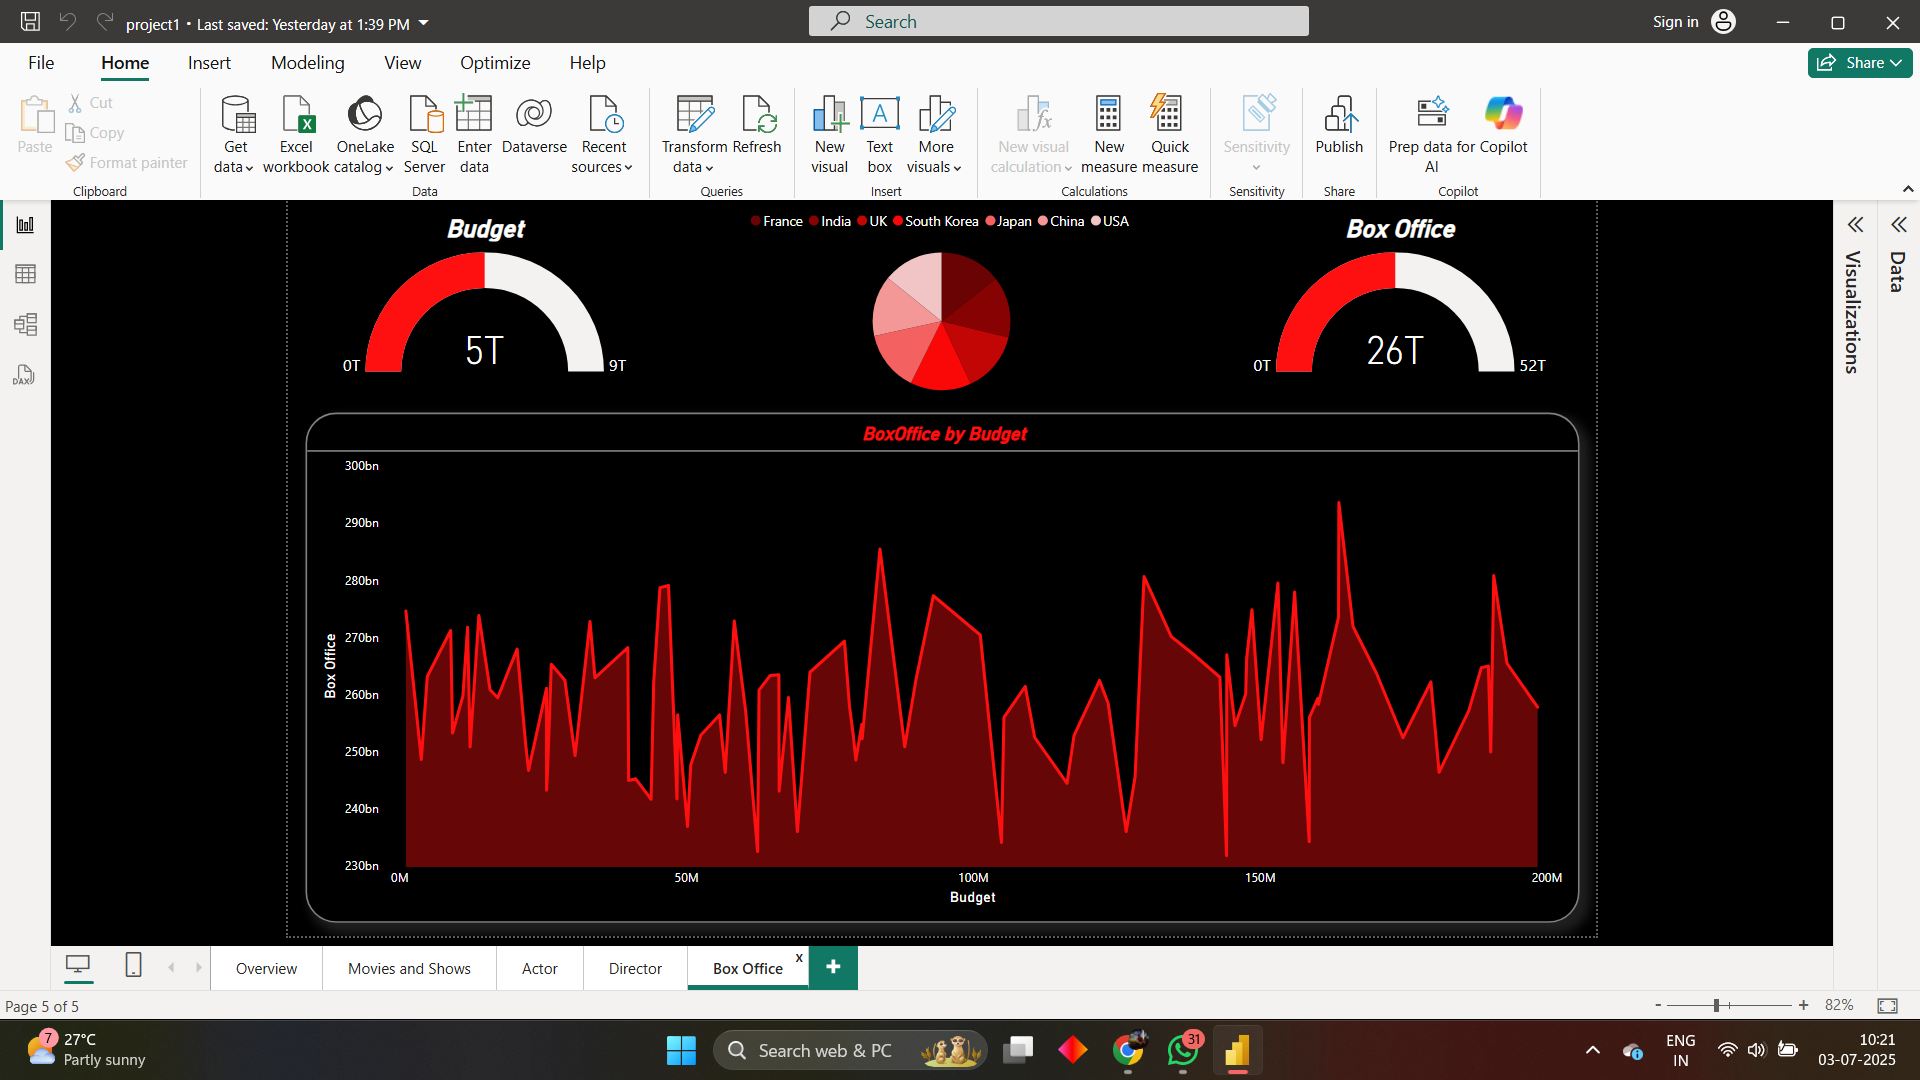 project1 • Last saved: Yesterday at 1:39 PM
Search
Sign in
File
Home
Insert
Modeling
View
Optimize
Help
Share
Paste
Cut
Copy
Format painter
Clipboard
Get data
Excel workbook
OneLake catalog
SQL Server
Enter data
Dataverse
Recent sources
Data
Transform data
Refresh
Queries
New visual
Text box
More visuals
Insert
New visual calculation
New measure
Quick measure
Calculations
Sensitivity
Sensitivity
Publish
Share
Prep data for AI
Copilot
Copilot
DAX
Budget
5T
0T
9T
France India UK South Korea Japan China USA
Box Office
26T
0T
52T
Visualizations
Data
BoxOffice by Budget
300bn
290bn
280bn
270bn
260bn
250bn
240bn
230bn
Box Office
0M
50M
100M
150M
200M
Budget
Overview
Movies and Shows
Actor
Director
Box Office
x
+
Page 5 of 5
- + 82%
7
27°C
Partly sunny
Search web & PC
31
ENG
IN
10:21
03-07-2025